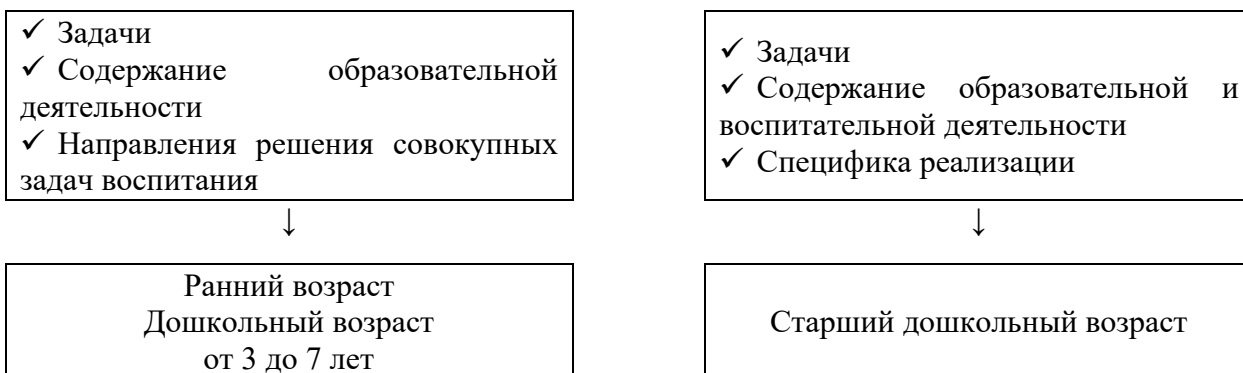 ✓ Задачи
✓ Содержание образовательной
деятельности
✓ Направления решения совокупных
задач воспитания
↓
Ранний возраст
Дошкольный возраст
от 3 до 7 лет
✓ Задачи
✓ Содержание образовательной и
воспитательной деятельности
✓ Специфика реализации
↓
Старший дошкольный возраст